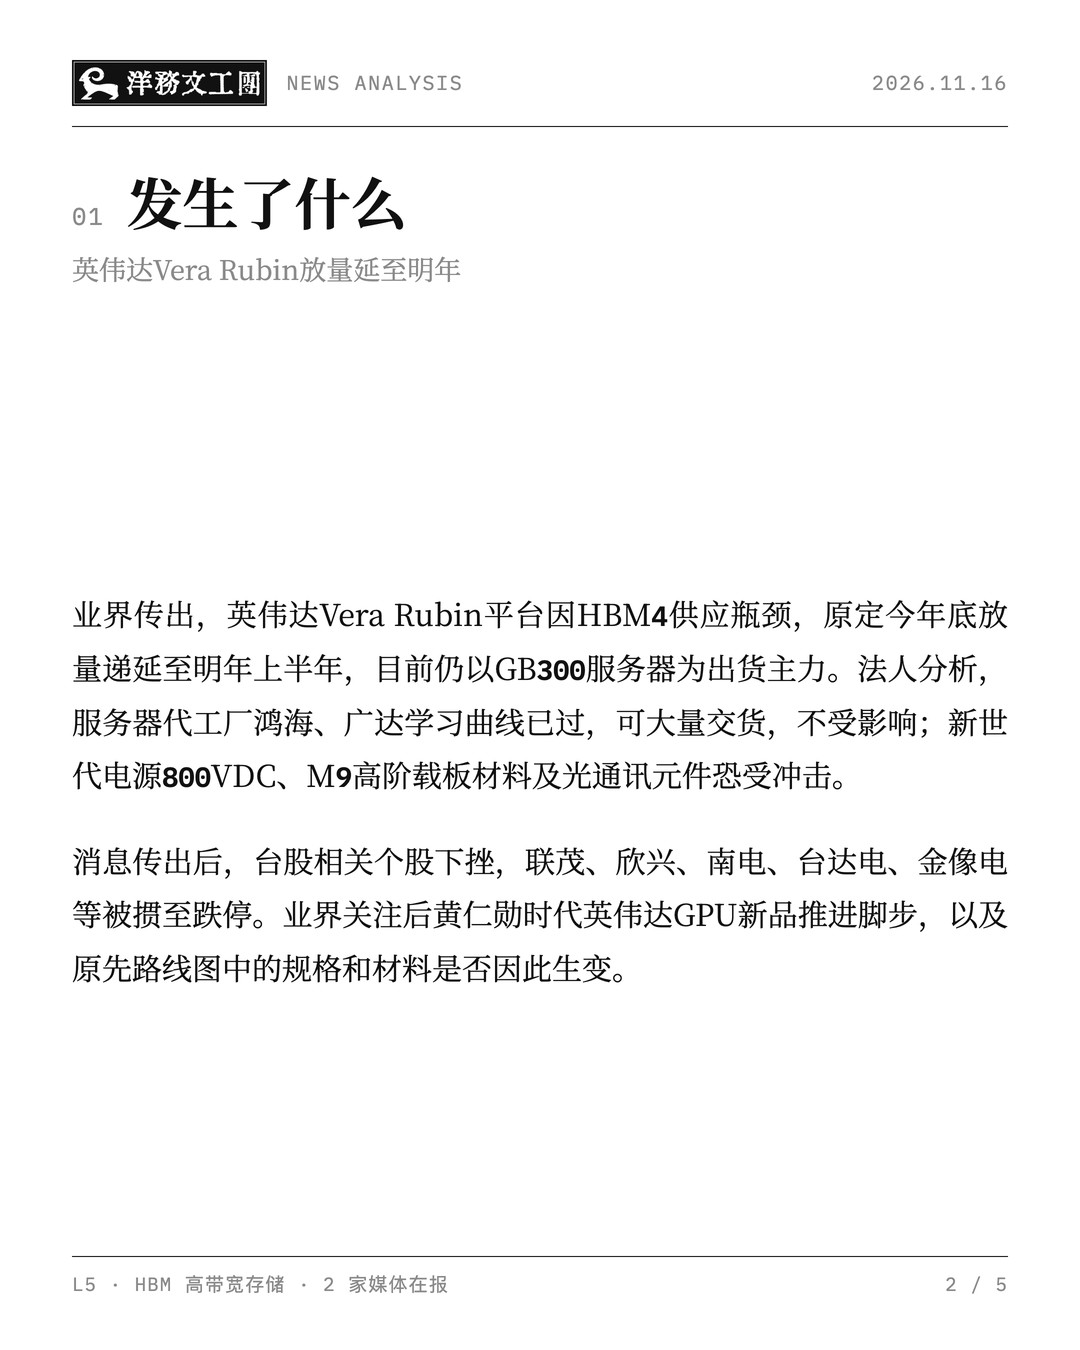 洋務文工團 NEWS ANALYSIS 2026.11.16
01 发生了什么
英伟达Vera Rubin放量延至明年
业界传出，英伟达Vera Rubin平台因HBM4供应瓶颈，原定今年底放
量递延至明年上半年，目前仍以GB300服务器为出货主力。法人分析，
服务器代工厂鸿海、广达学习曲线已过，可大量交货，不受影响；新世
代电源800VDC、M9高阶载板材料及光通讯元件恐受冲击。
消息传出后，台股相关个股下挫，联茂、欣兴、南电、台达电、金像电
等被掼至跌停。业界关注后黄仁勋时代英伟达GPU新品推进脚步，以及
原先路线图中的规格和材料是否因此生变。
L5 · HBM 高带宽存储 · 2 家媒体在报 2 / 5